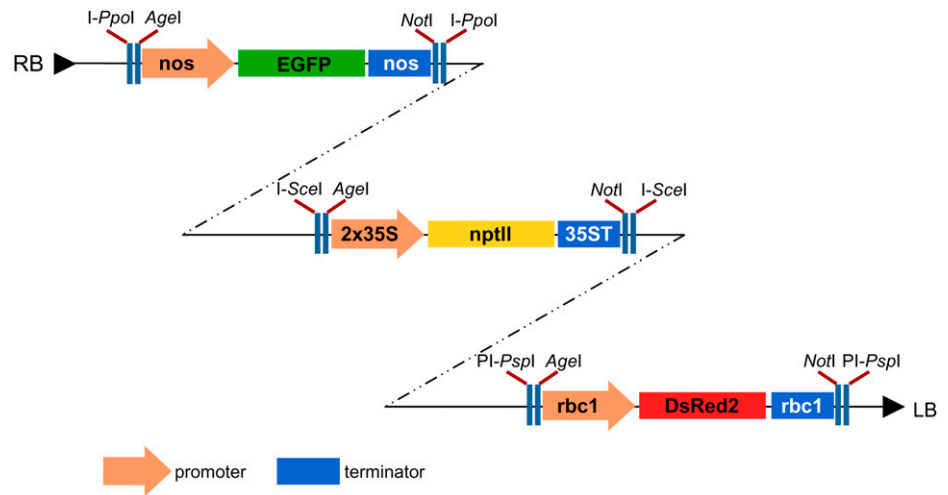 I-PpoI AgeI NotI I-PpoI
RB nos EGFP nos
I-SceI AgeI NotI I-SceI
2x35S nptII 35ST
PI-PspI AgeI NotI PI-PspI
rbc1 DsRed2 rbc1 LB
promoter terminator